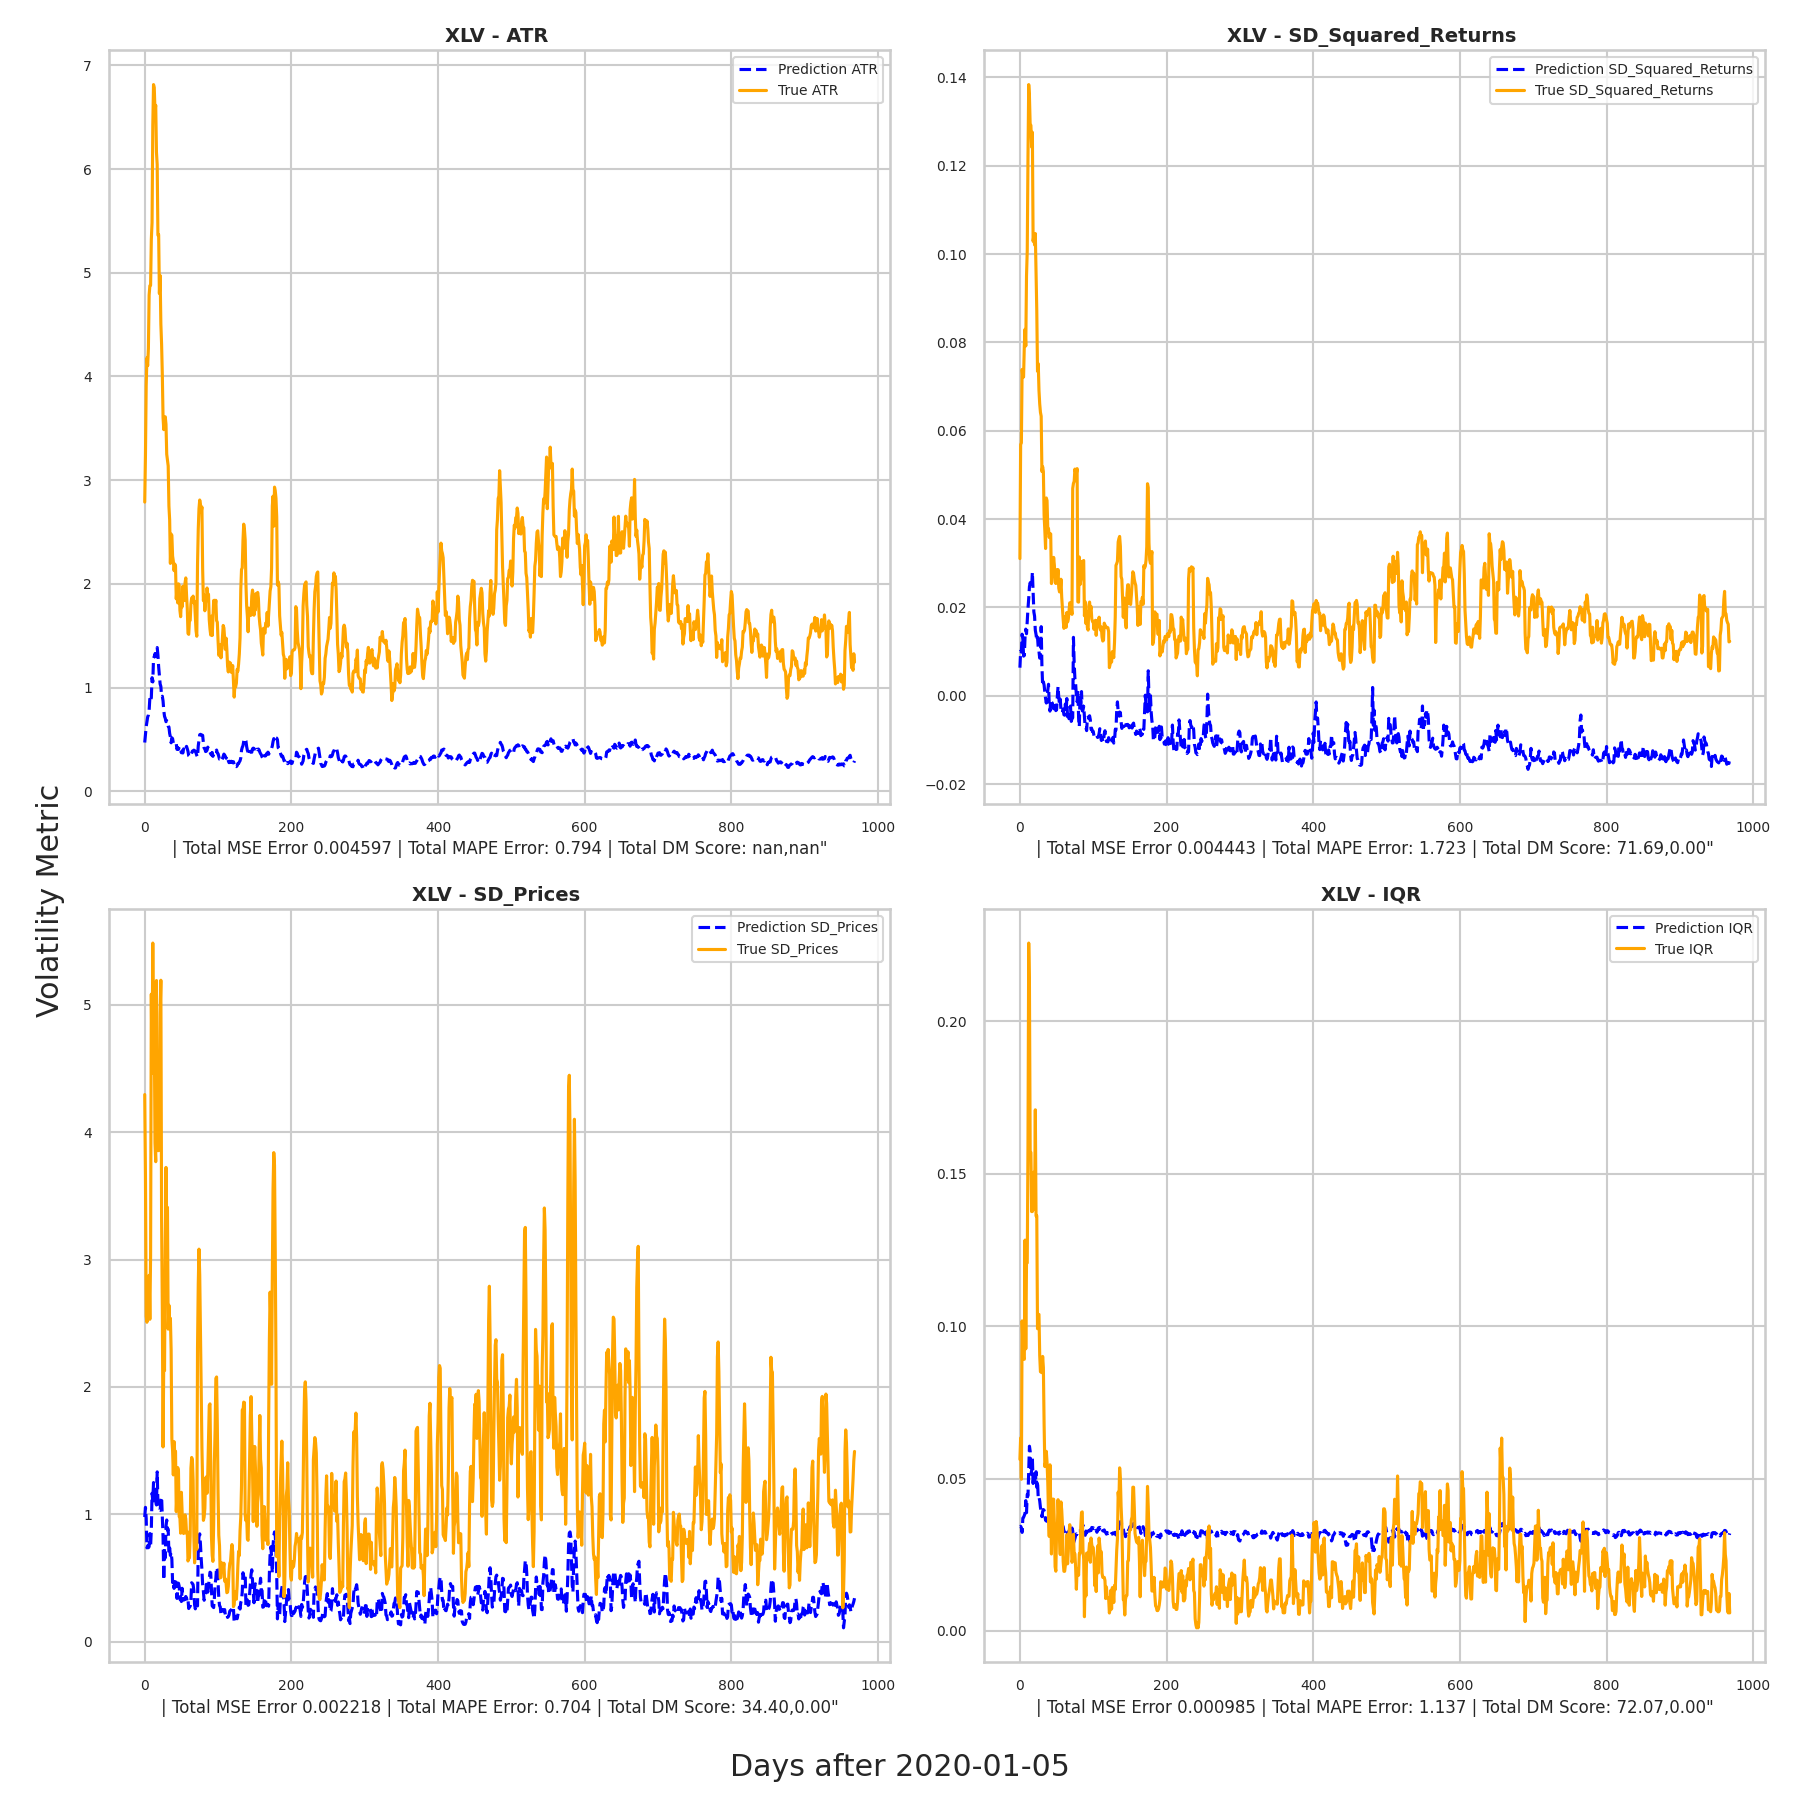 XLV - ATR
Prediction ATR
True ATR
7
6
5
4
3
2
1
0
0 200 400 600 800 1000
| Total MSE Error 0.004597 | Total MAPE Error: 0.794 | Total DM Score: nan,nan"
XLV - SD_Squared_Returns
Prediction SD_Squared_Returns
True SD_Squared_Returns
0.14
0.12
0.10
0.08
0.06
0.04
0.02
0.00
−0.02
0 200 400 600 800 1000
| Total MSE Error 0.004443 | Total MAPE Error: 1.723 | Total DM Score: 71.69,0.00"
Volatility Metric
XLV - SD_Prices
Prediction SD_Prices
True SD_Prices
5
4
3
2
1
0
0 200 400 600 800 1000
| Total MSE Error 0.002218 | Total MAPE Error: 0.704 | Total DM Score: 34.40,0.00"
XLV - IQR
Prediction IQR
True IQR
0.20
0.15
0.10
0.05
0.00
0 200 400 600 800 1000
| Total MSE Error 0.000985 | Total MAPE Error: 1.137 | Total DM Score: 72.07,0.00"
Days after 2020-01-05